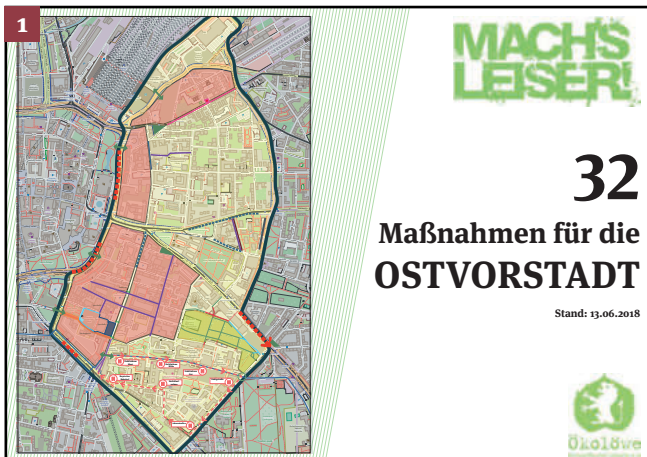 1
MACH'S
LEISER!
32
Maßnahmen für die
OSTVORSTADT
Stand: 13.06.2018
Ökolöwe